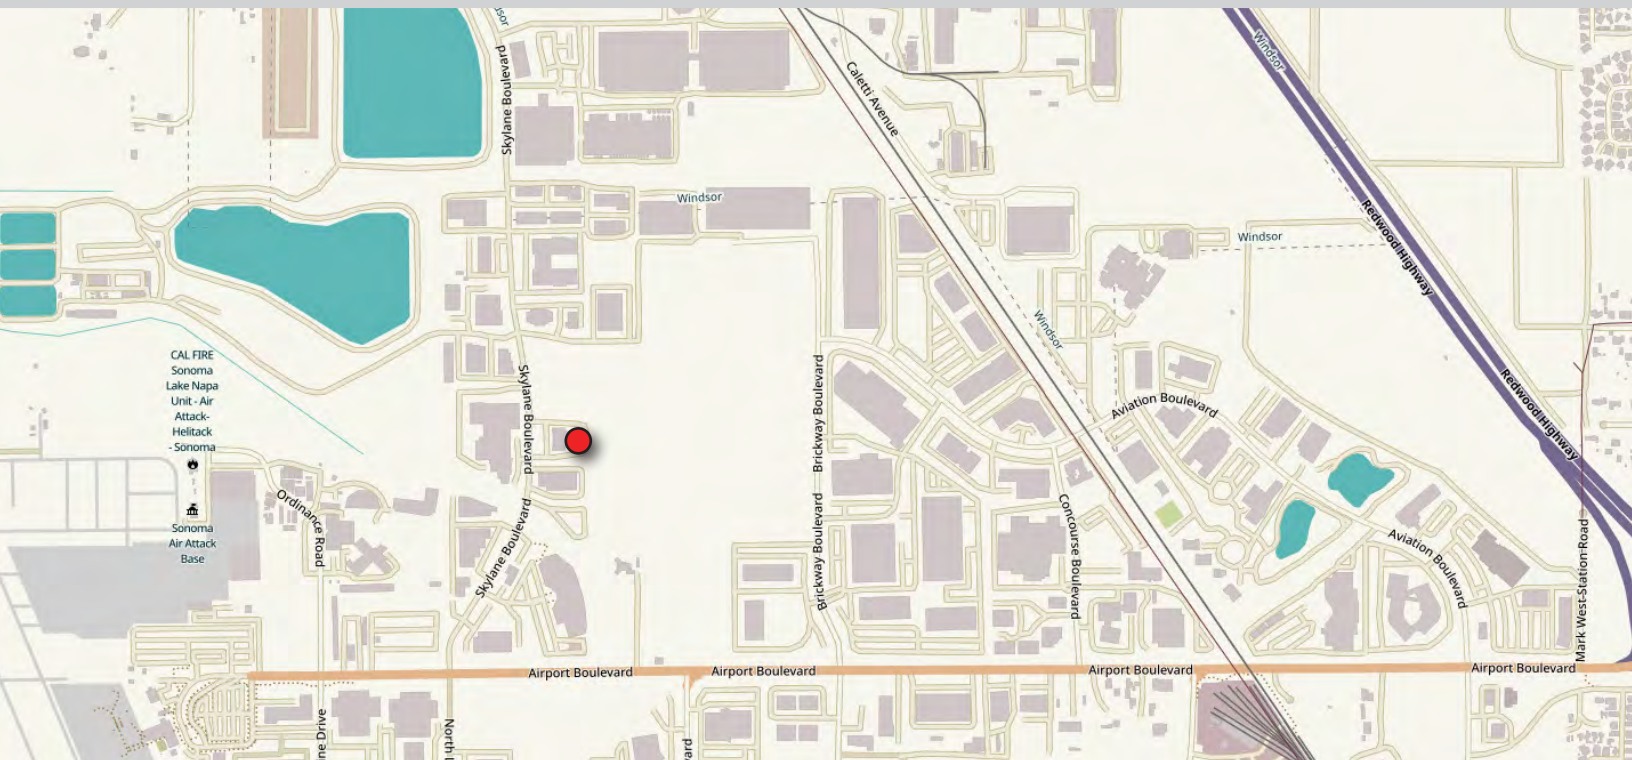 Skylane Boulevard
Caletti Avenue
Windsor
Windsor
Redwood Highway
Windsor
Windsor
CAL FIRE
Sonoma
Lake Napa
Unit - Air
Attack-
Helitack
- Sonoma
Skylane Boulevard
Brickway Boulevard
Aviation Boulevard
Redwood Highway
Ordinance Road
Sonoma
Air Attack
Base
Skylane Boulevard
Brickway Boulevard
Concourse Boulevard
Aviation Boulevard
Mark West Station Road
Airport Boulevard
Airport Boulevard
Airport Boulevard
Airport Boulevard
Drive
North